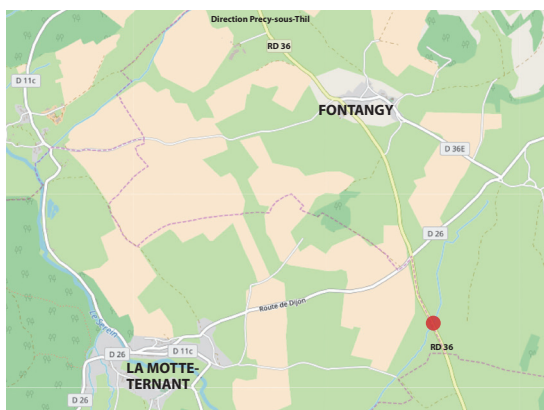 Direction Precy-sous-Thil
RD 36
D 11c
FONTANGY
D 36E
D 26
Route de Dijon
Le Serein
RD 36
D 26
D 11c
LA MOTTE-
TERNANT
D 26